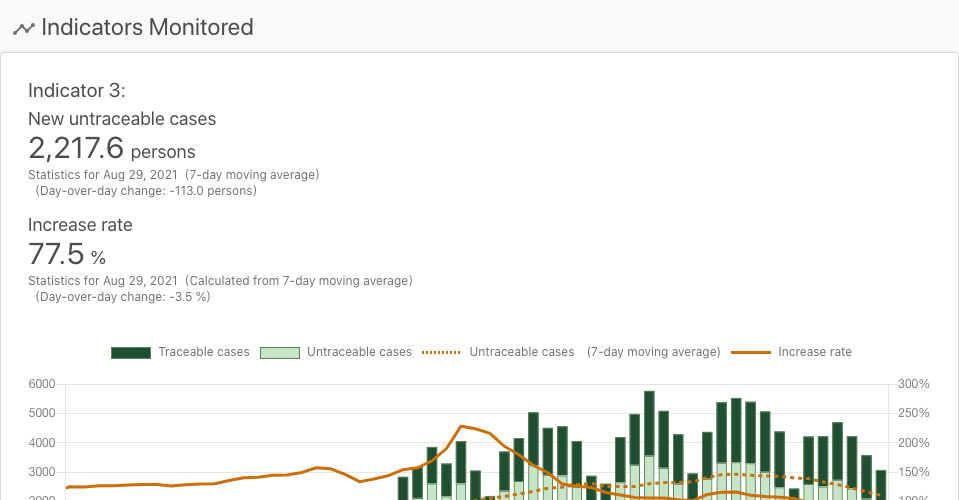 Indicators Monitored
Indicator 3:
New untraceable cases
2,217.6 persons
Statistics for Aug 29, 2021 (7-day moving average)
(Day-over-day change: -113.0 persons)
Increase rate
77.5 %
Statistics for Aug 29, 2021 (Calculated from 7-day moving average)
(Day-over-day change: -3.5 %)
Traceable cases Untraceable cases Untraceable cases (7-day moving average) Increase rate
6000 300%
5000 250%
4000 200%
3000 150%
2000 100%